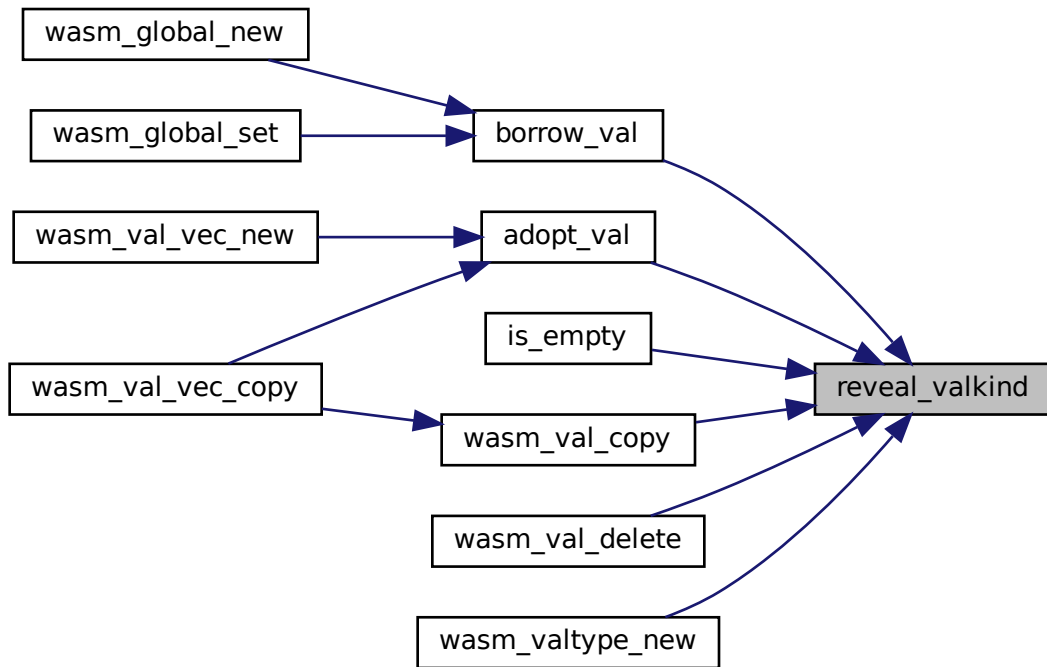 wasm_global_new
wasm_global_set
borrow_val
wasm_val_vec_new
adopt_val
is_empty
wasm_val_vec_copy
reveal_valkind
wasm_val_copy
wasm_val_delete
wasm_valtype_new